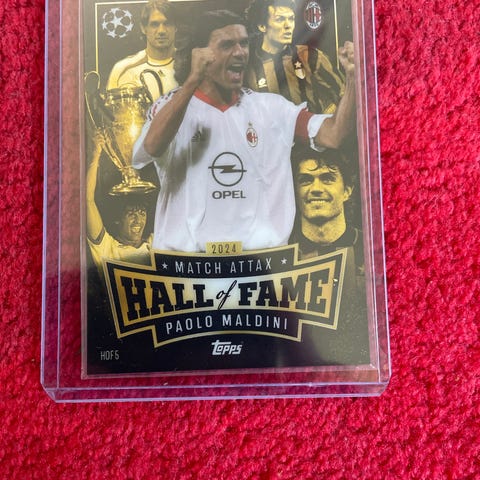 OPEL
2024
MATCH ATTAX
HALL of FAME
PAOLO MALDINI
HOF5
topps